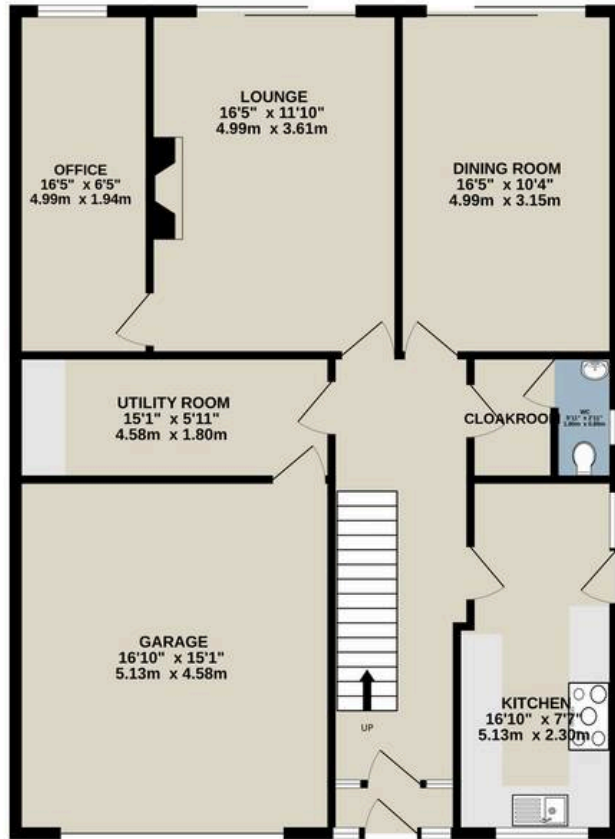 LOUNGE
16'5" x 11'10"
4.99m x 3.61m
OFFICE
16'5" x 6'5"
4.99m x 1.94m
DINING ROOM
16'5" x 10'4"
4.99m x 3.15m
UTILITY ROOM
15'1" x 5'11"
4.58m x 1.80m
CLOAKROOM
WC
GARAGE
16'10" x 15'1"
5.13m x 4.58m
UP
KITCHEN
16'10" x 7'7"
5.13m x 2.30m